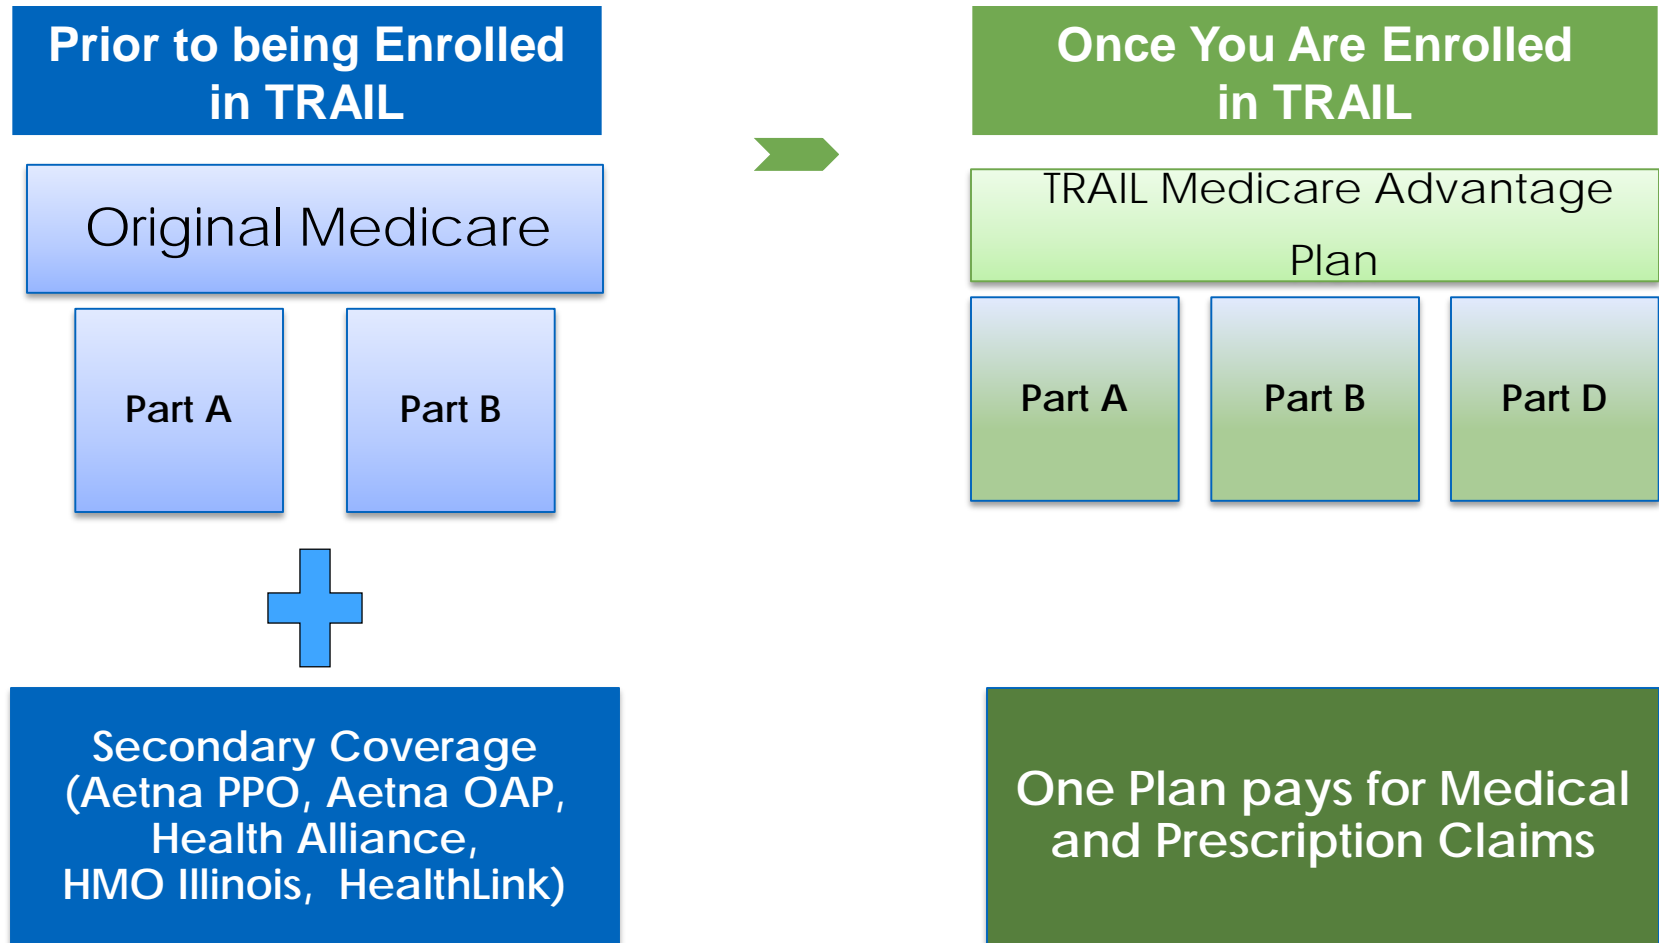 Prior to being Enrolled
in TRAIL
Original Medicare
Part A
Part B
Secondary Coverage
(Aetna PPO, Aetna OAP,
Health Alliance,
HMO Illinois, HealthLink)
Once You Are Enrolled
in TRAIL
TRAIL Medicare Advantage
Plan
Part A
Part B
Part D
One Plan pays for Medical
and Prescription Claims